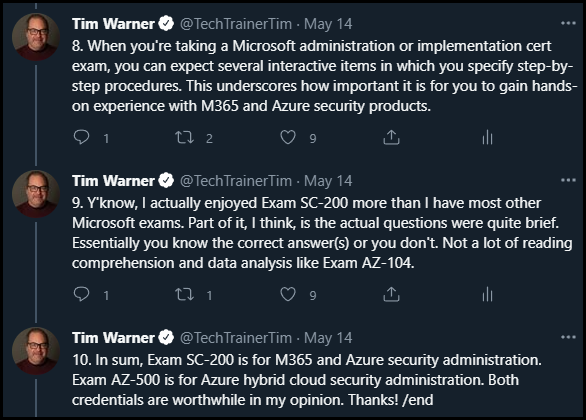 Tim Warner @TechTrainerTim · May 14
8. When you're taking a Microsoft administration or implementation cert
exam, you can expect several interactive items in which you specify step-by-
step procedures. This underscores how important it is for you to gain hands-
on experience with M365 and Azure security products.
1 2 9
Tim Warner @TechTrainerTim · May 14
9. Y'know, I actually enjoyed Exam SC-200 more than I have most other
Microsoft exams. Part of it, I think, is the actual questions were quite brief.
Essentially you know the correct answer(s) or you don't. Not a lot of reading
comprehension and data analysis like Exam AZ-104.
1 1 9
Tim Warner @TechTrainerTim · May 14
10. In sum, Exam SC-200 is for M365 and Azure security administration.
Exam AZ-500 is for Azure hybrid cloud security administration. Both
credentials are worthwhile in my opinion. Thanks! /end